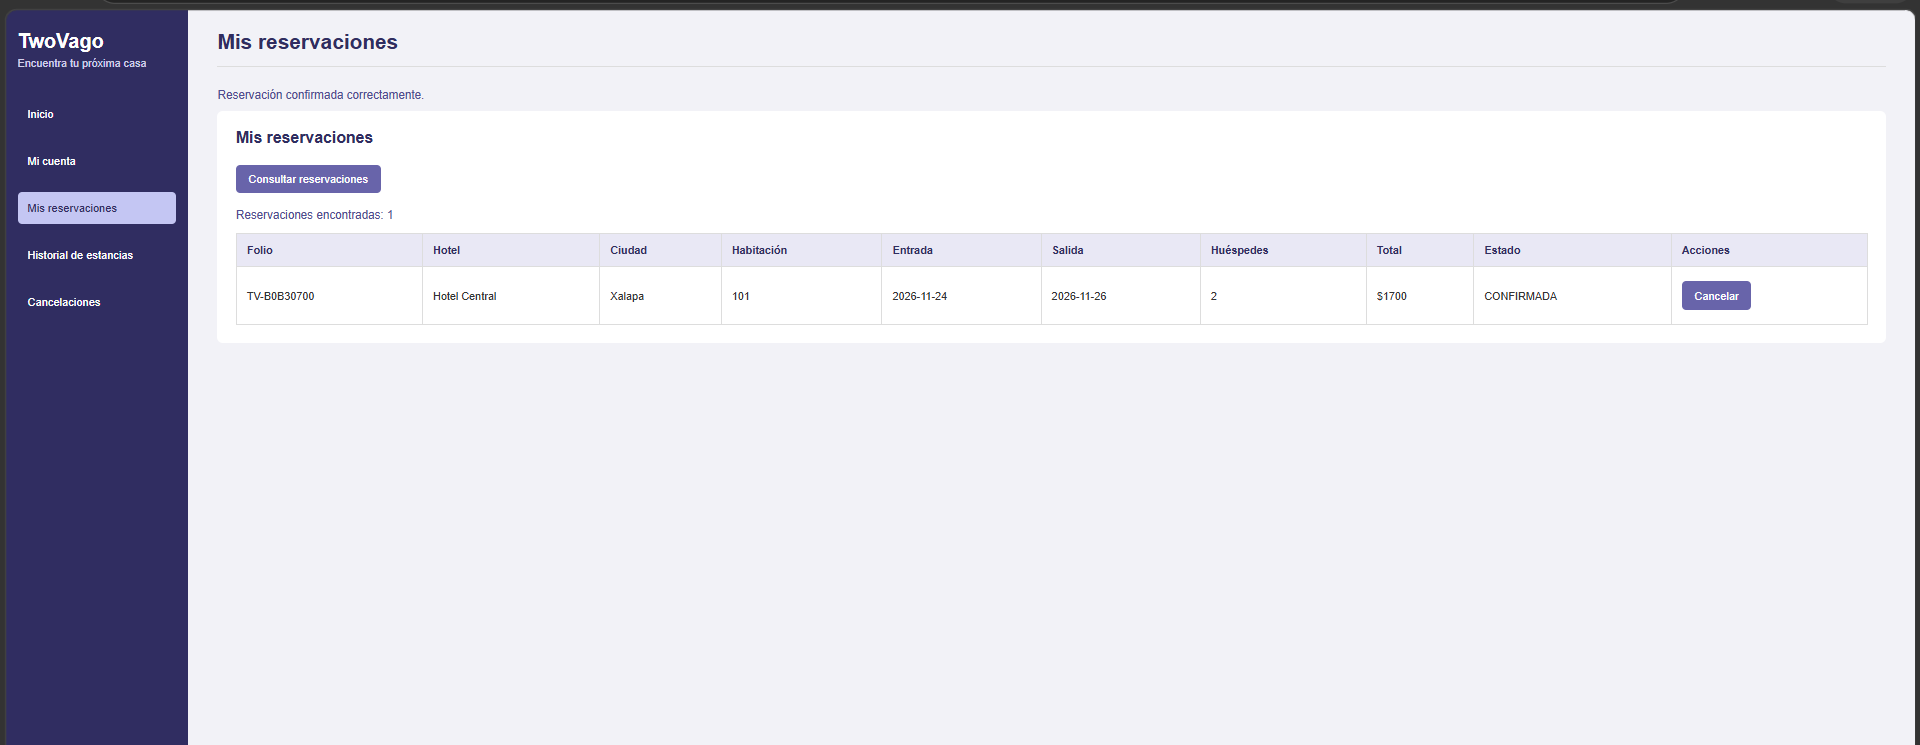 TwoVago
Encuentra tu próxima casa
Inicio
Mi cuenta
Mis reservaciones
Historial de estancias
Cancelaciones
Mis reservaciones
Reservación confirmada correctamente.
Mis reservaciones
Consultar reservaciones
Reservaciones encontradas: 1
Folio Hotel Ciudad Habitación Entrada Salida Huéspedes Total Estado Acciones
TV-B0B30700 Hotel Central Xalapa 101 2026-11-24 2026-11-26 2 $1700 CONFIRMADA Cancelar